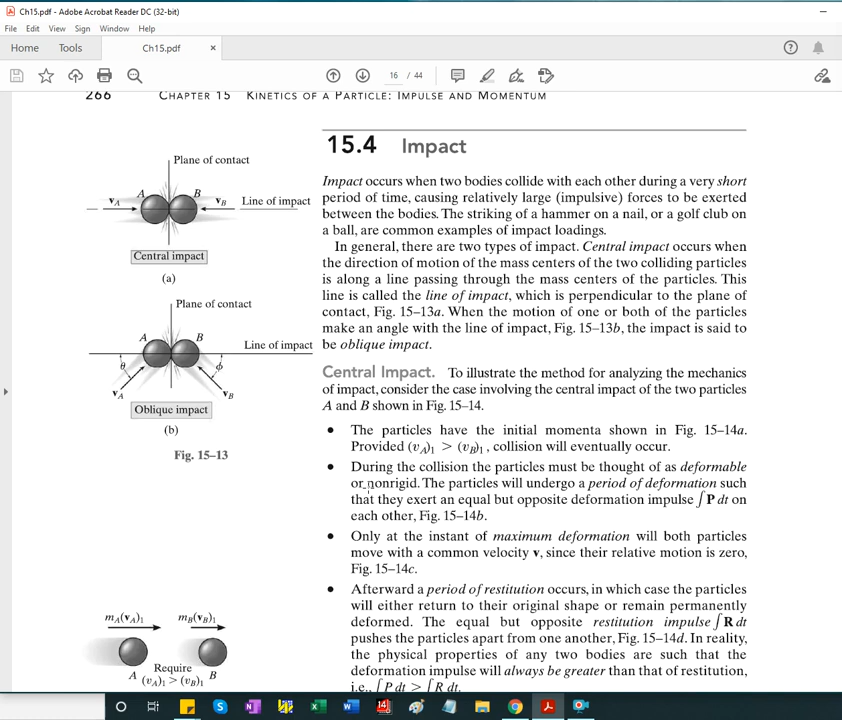 Ch15.pdf - Adobe Acrobat Reader DC (32-bit)
File Edit View Sign Window Help
Home Tools Ch15.pdf ×
16 / 44
266 CHAPTER 15 KINETICS OF A PARTICLE: IMPULSE AND MOMENTUM
Plane of contact
A B
vA vB Line of impact
Central impact
(a)
Plane of contact
A B
Line of impact
θ ϕ
vA vB
Oblique impact
(b)
Fig. 15–13
mA(vA)1 mB(vB)1
Require
A (vA)1 > (vB)1 B
15.4 Impact
Impact occurs when two bodies collide with each other during a very short
period of time, causing relatively large (impulsive) forces to be exerted
between the bodies. The striking of a hammer on a nail, or a golf club on
a ball, are common examples of impact loadings.
In general, there are two types of impact. Central impact occurs when
the direction of motion of the mass centers of the two colliding particles
is along a line passing through the mass centers of the particles. This
line is called the line of impact, which is perpendicular to the plane of
contact, Fig. 15–13a. When the motion of one or both of the particles
make an angle with the line of impact, Fig. 15–13b, the impact is said to
be oblique impact.
Central Impact. To illustrate the method for analyzing the mechanics
of impact, consider the case involving the central impact of the two particles
A and B shown in Fig. 15–14.
• The particles have the initial momenta shown in Fig. 15–14a.
Provided (vA)1 > (vB)1, collision will eventually occur.
• During the collision the particles must be thought of as deformable
or nonrigid. The particles will undergo a period of deformation such
that they exert an equal but opposite deformation impulse ∫P dt on
each other, Fig. 15–14b.
• Only at the instant of maximum deformation will both particles
move with a common velocity v, since their relative motion is zero,
Fig. 15–14c.
• Afterward a period of restitution occurs, in which case the particles
will either return to their original shape or remain permanently
deformed. The equal but opposite restitution impulse ∫R dt
pushes the particles apart from one another, Fig. 15–14d. In reality,
the physical properties of any two bodies are such that the
deformation impulse will always be greater than that of restitution,
i.e., ∫P dt > ∫R dt.